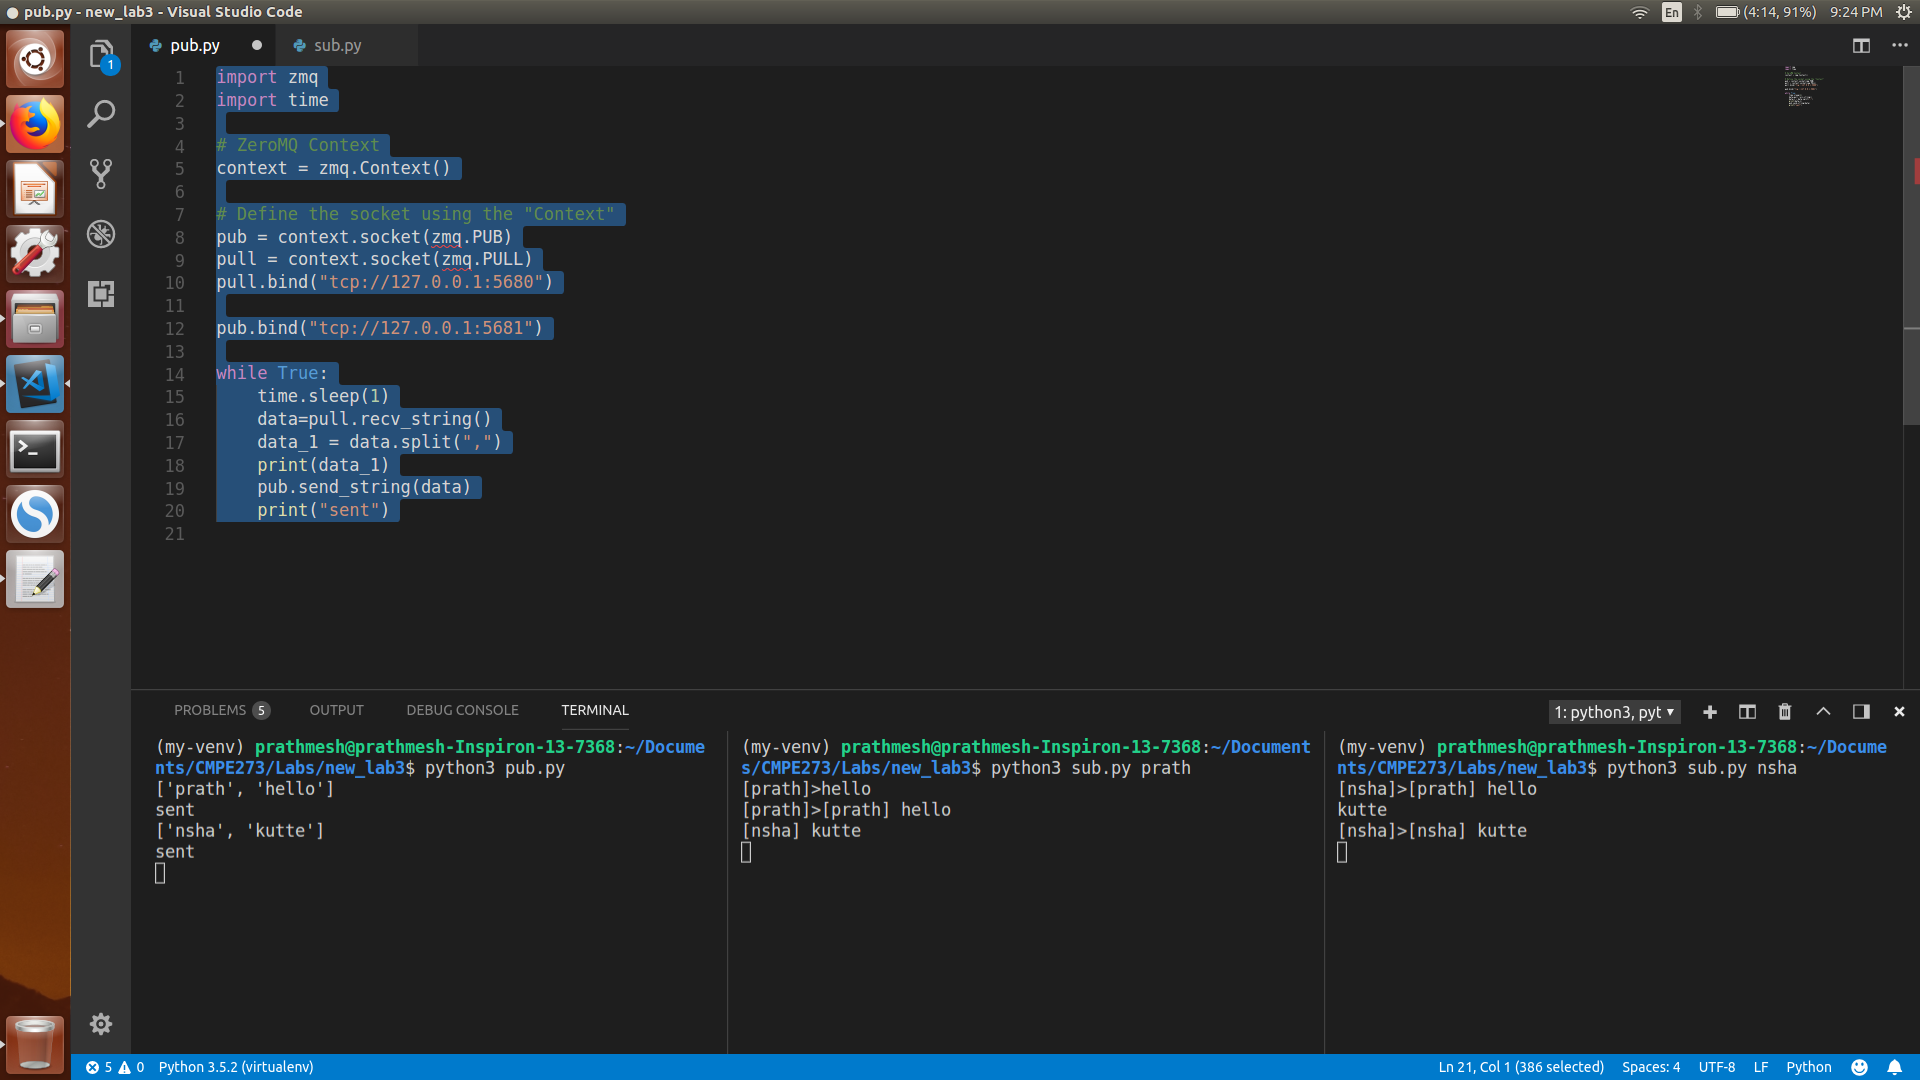 pub.py - new_lab3 - Visual Studio Code
En
(4:14, 91%)
9:24 PM
1
pub.py
sub.py
1 import zmq
2 import time
3
4 # ZeroMQ Context
5 context = zmq.Context()
6
7 # Define the socket using the "Context"
8 pub = context.socket(zmq.PUB)
9 pull = context.socket(zmq.PULL)
10 pull.bind("tcp://127.0.0.1:5680")
11
12 pub.bind("tcp://127.0.0.1:5681")
13
14 while True:
15     time.sleep(1)
16     data=pull.recv_string()
17     data_1 = data.split(",")
18     print(data_1)
19     pub.send_string(data)
20     print("sent")
21
PROBLEMS 5
OUTPUT
DEBUG CONSOLE
TERMINAL
1: python3, pyt
(my-venv) prathmesh@prathmesh-Inspiron-13-7368:~/Docume
nts/CMPE273/Labs/new_lab3$ python3 pub.py
['prath', 'hello']
sent
['nsha', 'kutte']
sent
(my-venv) prathmesh@prathmesh-Inspiron-13-7368:~/Document
s/CMPE273/Labs/new_lab3$ python3 sub.py prath
[prath]>hello
[prath]>[prath] hello
[nsha] kutte
(my-venv) prathmesh@prathmesh-Inspiron-13-7368:~/Docume
nts/CMPE273/Labs/new_lab3$ python3 sub.py nsha
[nsha]>[prath] hello
kutte
[nsha]>[nsha] kutte
5 0 Python 3.5.2 (virtualenv)
Ln 21, Col 1 (386 selected)
Spaces: 4
UTF-8
LF
Python